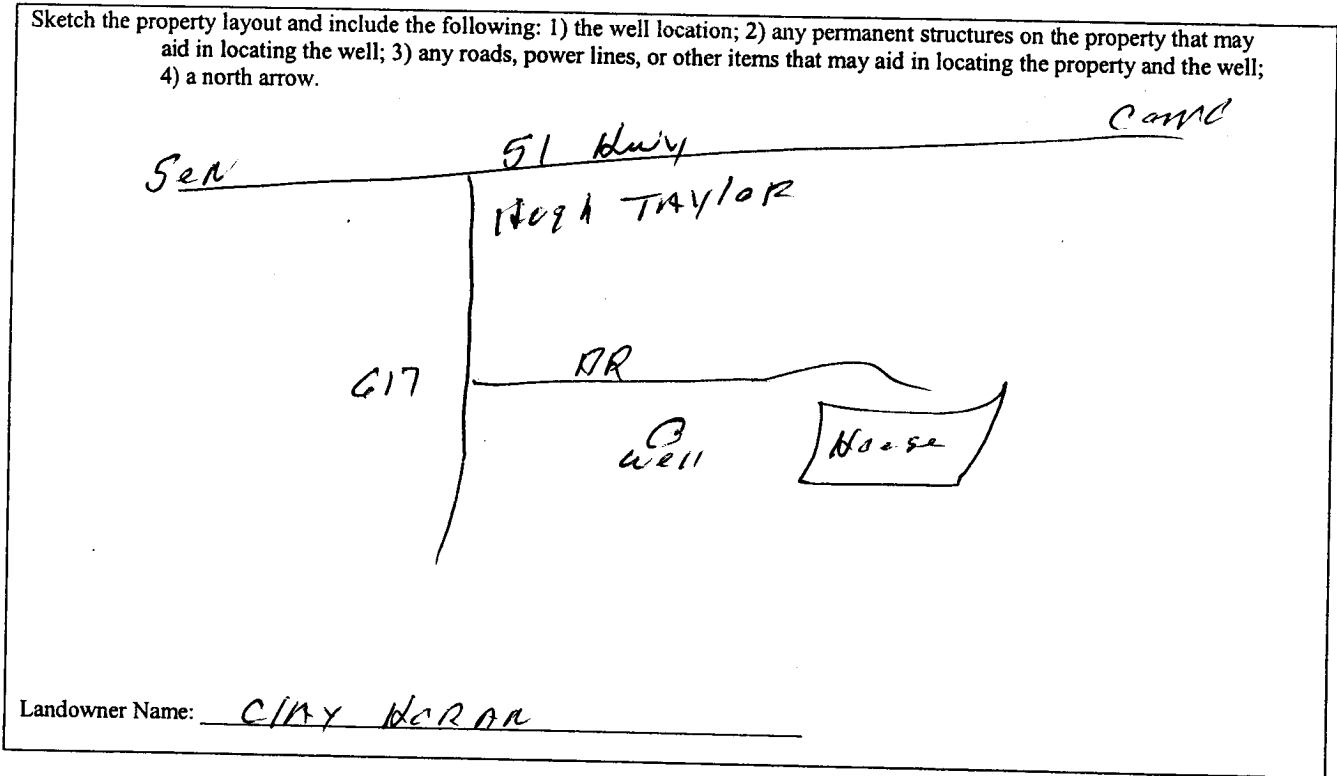 Sketch the property layout and include the following: 1) the well location; 2) any permanent structures on the property that may
aid in locating the well; 3) any roads, power lines, or other items that may aid in locating the property and the well;
4) a north arrow.
51 Hwy
Hugh TAYloR
617
DR
well
House
Landowner Name: ClAY